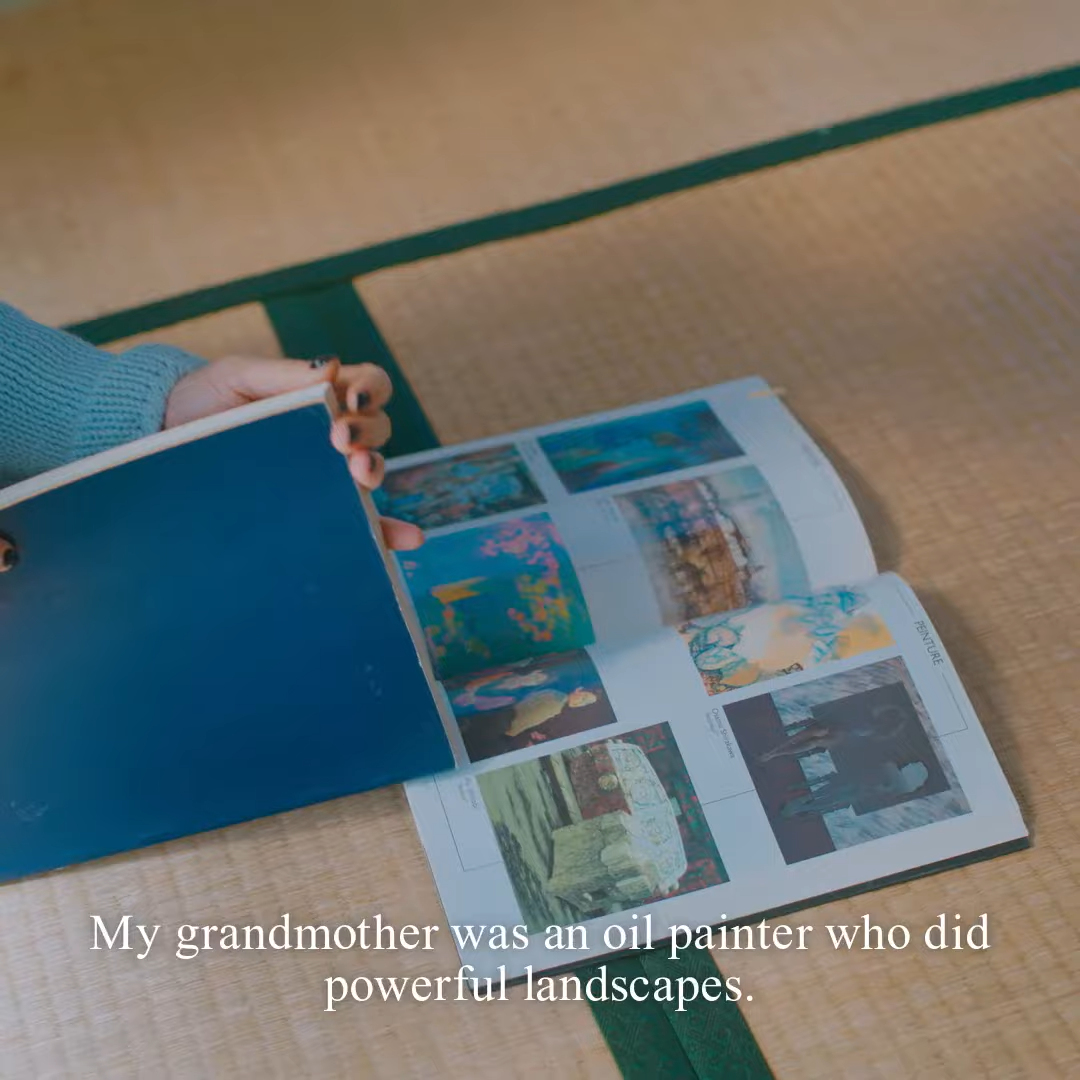 PEINTURE
My grandmother was an oil painter who did
powerful landscapes.